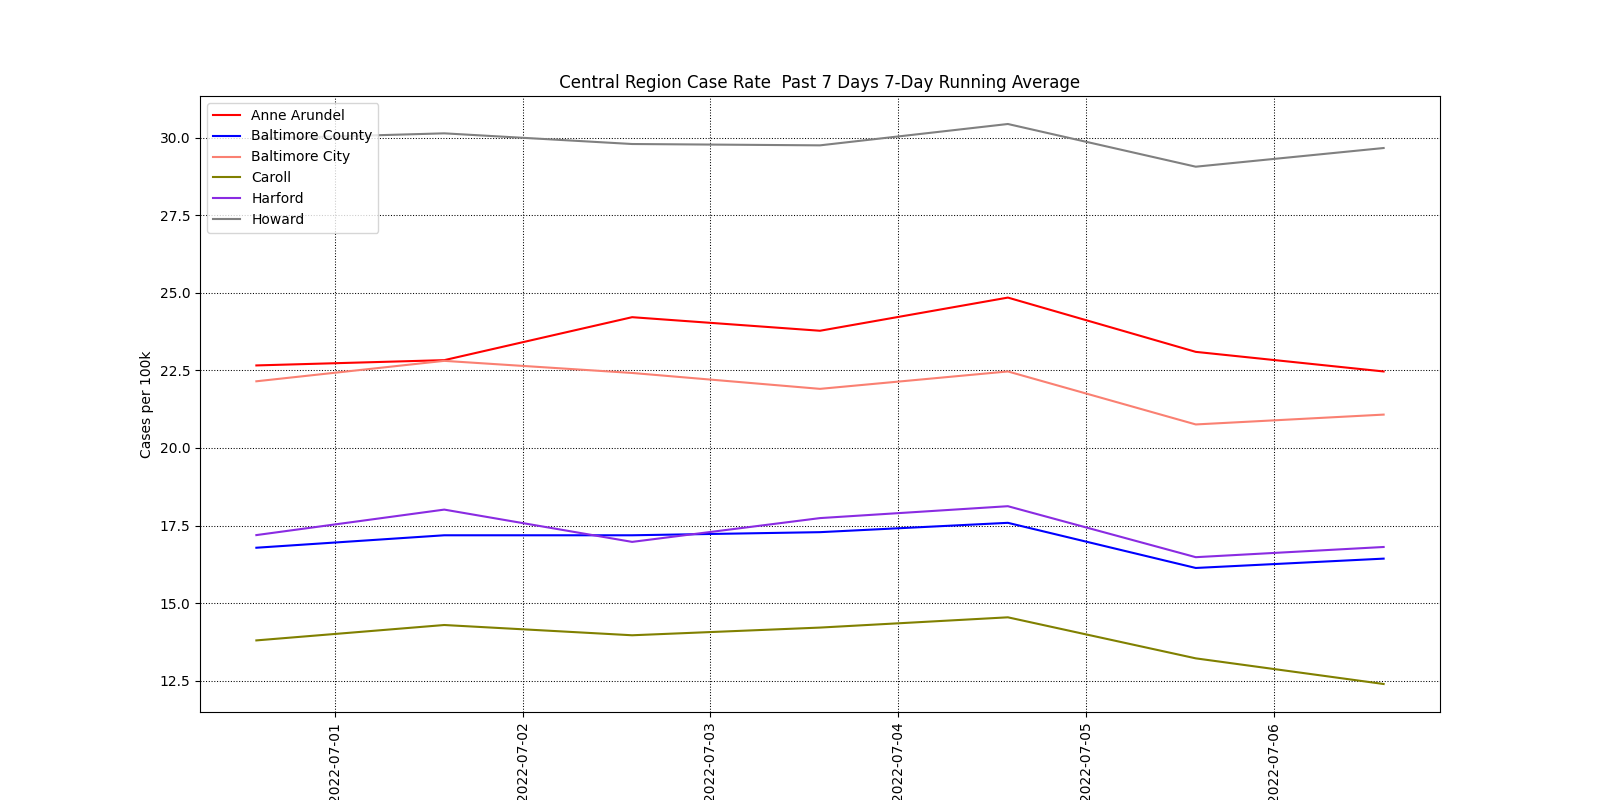 Central Region Case Rate  Past 7 Days 7-Day Running Average
Anne Arundel
Baltimore County
Baltimore City
Caroll
Harford
Howard
30.0
27.5
25.0
22.5
20.0
17.5
15.0
12.5
Cases per 100k
2022-07-01
2022-07-02
2022-07-03
2022-07-04
2022-07-05
2022-07-06